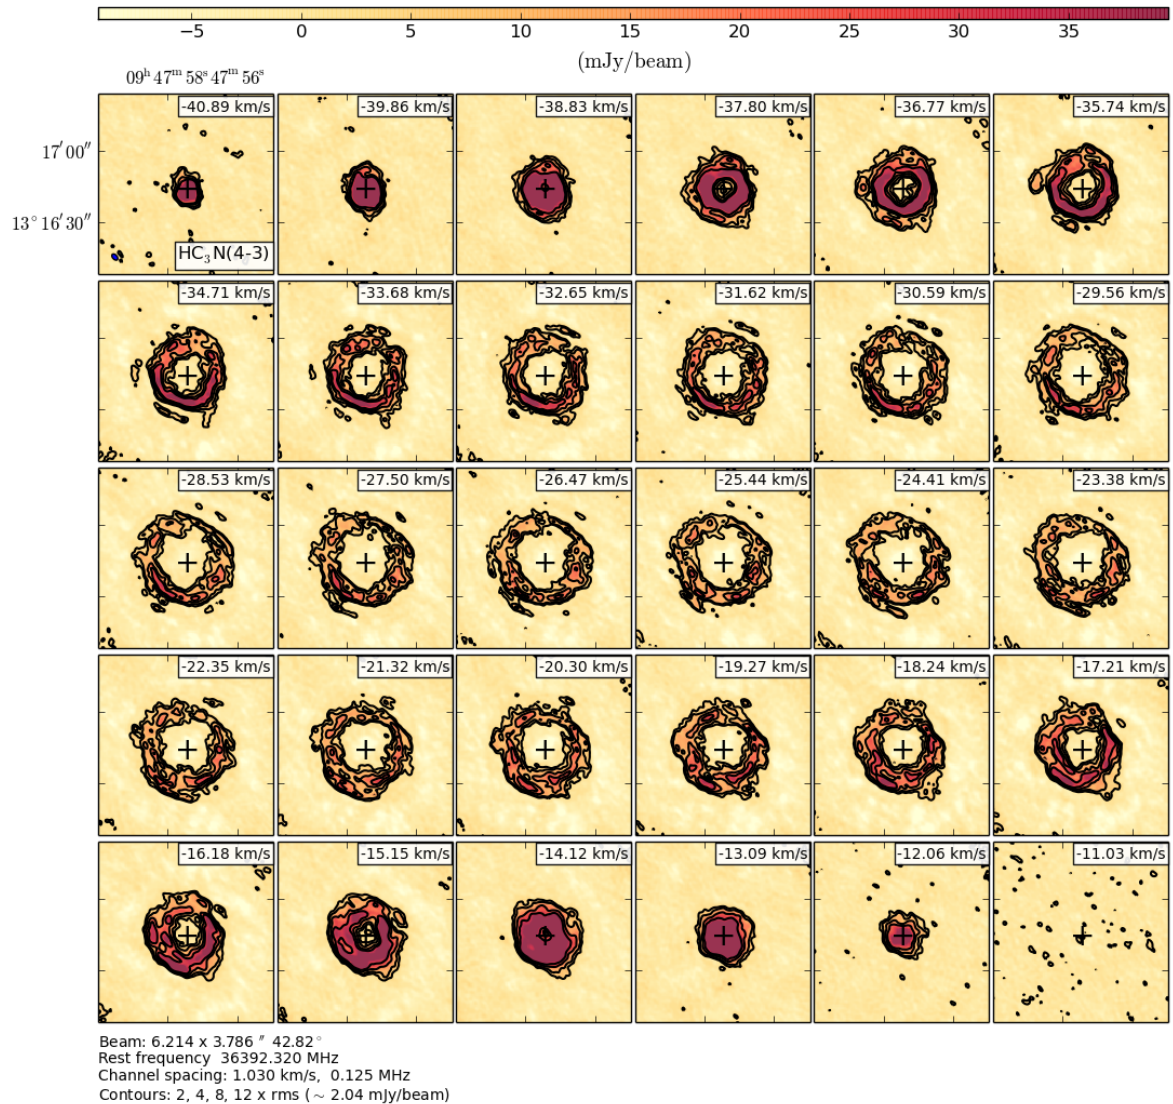 −5 0 5 10 15 20 25 30 35
(mJy/beam)
09ʰ 47ᵐ 58ˢ 47ᵐ 56ˢ
-40.89 km/s -39.86 km/s -38.83 km/s -37.80 km/s -36.77 km/s -35.74 km/s
17′00″
13°16′30″
HC₃N(4-3)
-34.71 km/s -33.68 km/s -32.65 km/s -31.62 km/s -30.59 km/s -29.56 km/s
-28.53 km/s -27.50 km/s -26.47 km/s -25.44 km/s -24.41 km/s -23.38 km/s
-22.35 km/s -21.32 km/s -20.30 km/s -19.27 km/s -18.24 km/s -17.21 km/s
-16.18 km/s -15.15 km/s -14.12 km/s -13.09 km/s -12.06 km/s -11.03 km/s
Beam: 6.214 x 3.786 ″ 42.82°
Rest frequency 36392.320 MHz
Channel spacing: 1.030 km/s, 0.125 MHz
Contours: 2, 4, 8, 12 x rms (∼ 2.04 mJy/beam)